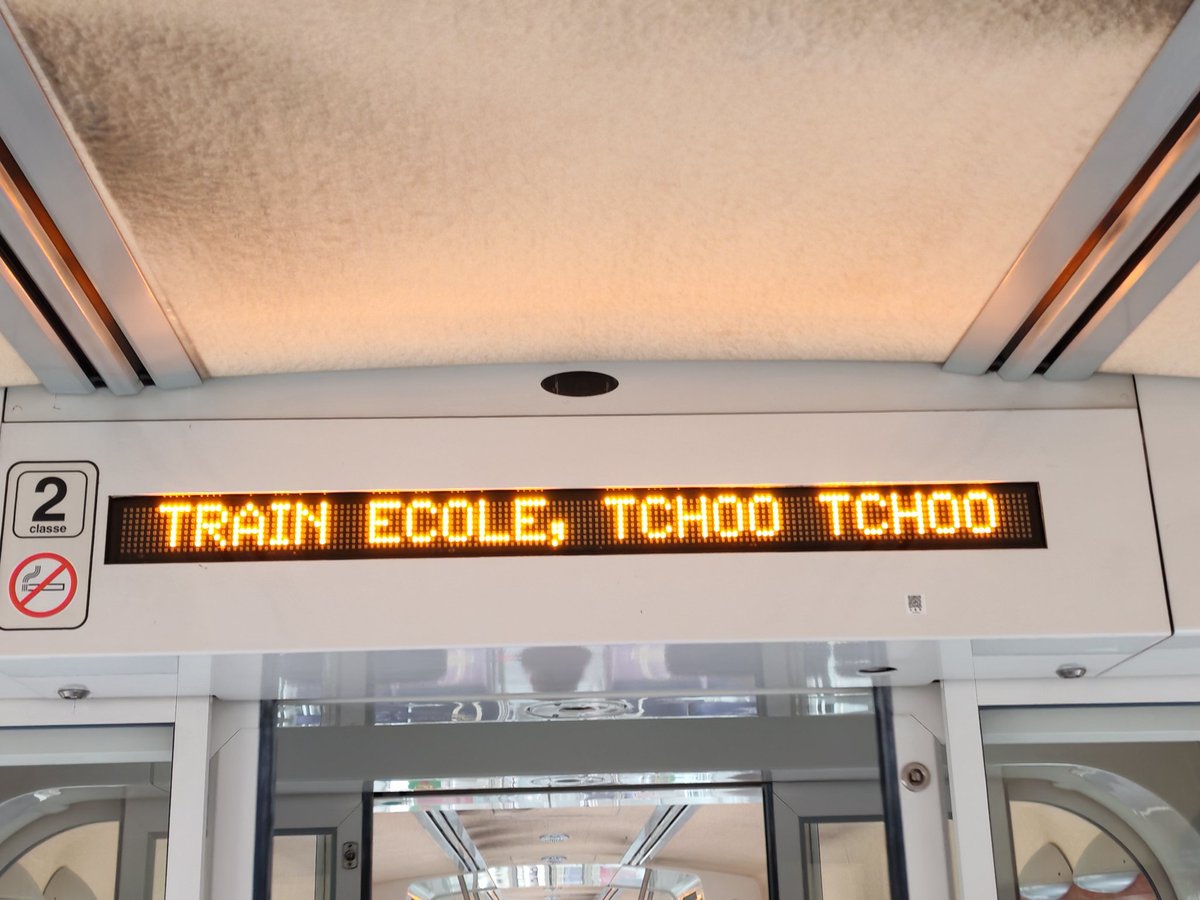 2
classe
TRAIN ECOLE, TCHOO TCHOO